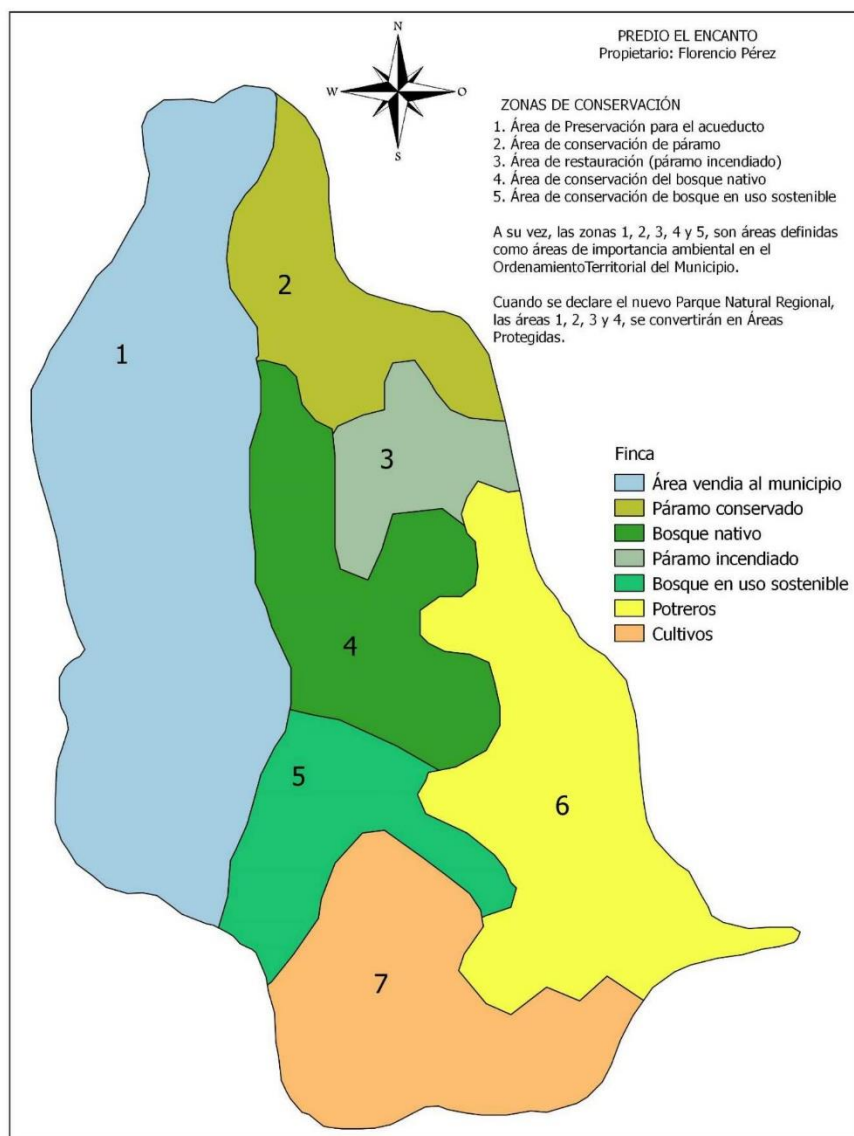 PREDIO EL ENCANTO
Propietario: Florencio Pérez
N
W
O
S
ZONAS DE CONSERVACIÓN
1. Área de Preservación para el acueducto
2. Área de conservación de páramo
3. Área de restauración (páramo incendiado)
4. Área de conservación del bosque nativo
5. Área de conservación de bosque en uso sostenible
A su vez, las zonas 1, 2, 3, 4 y 5, son áreas definidas
como áreas de importancia ambiental en el
OrdenamientoTerritorial del Municipio.
Cuando se declare el nuevo Parque Natural Regional,
las áreas 1, 2, 3 y 4, se convertirán en Áreas
Protegidas.
2
1
3
Finca
Área vendia al municipio
Páramo conservado
Bosque nativo
Páramo incendiado
Bosque en uso sostenible
Potreros
Cultivos
4
5
6
7